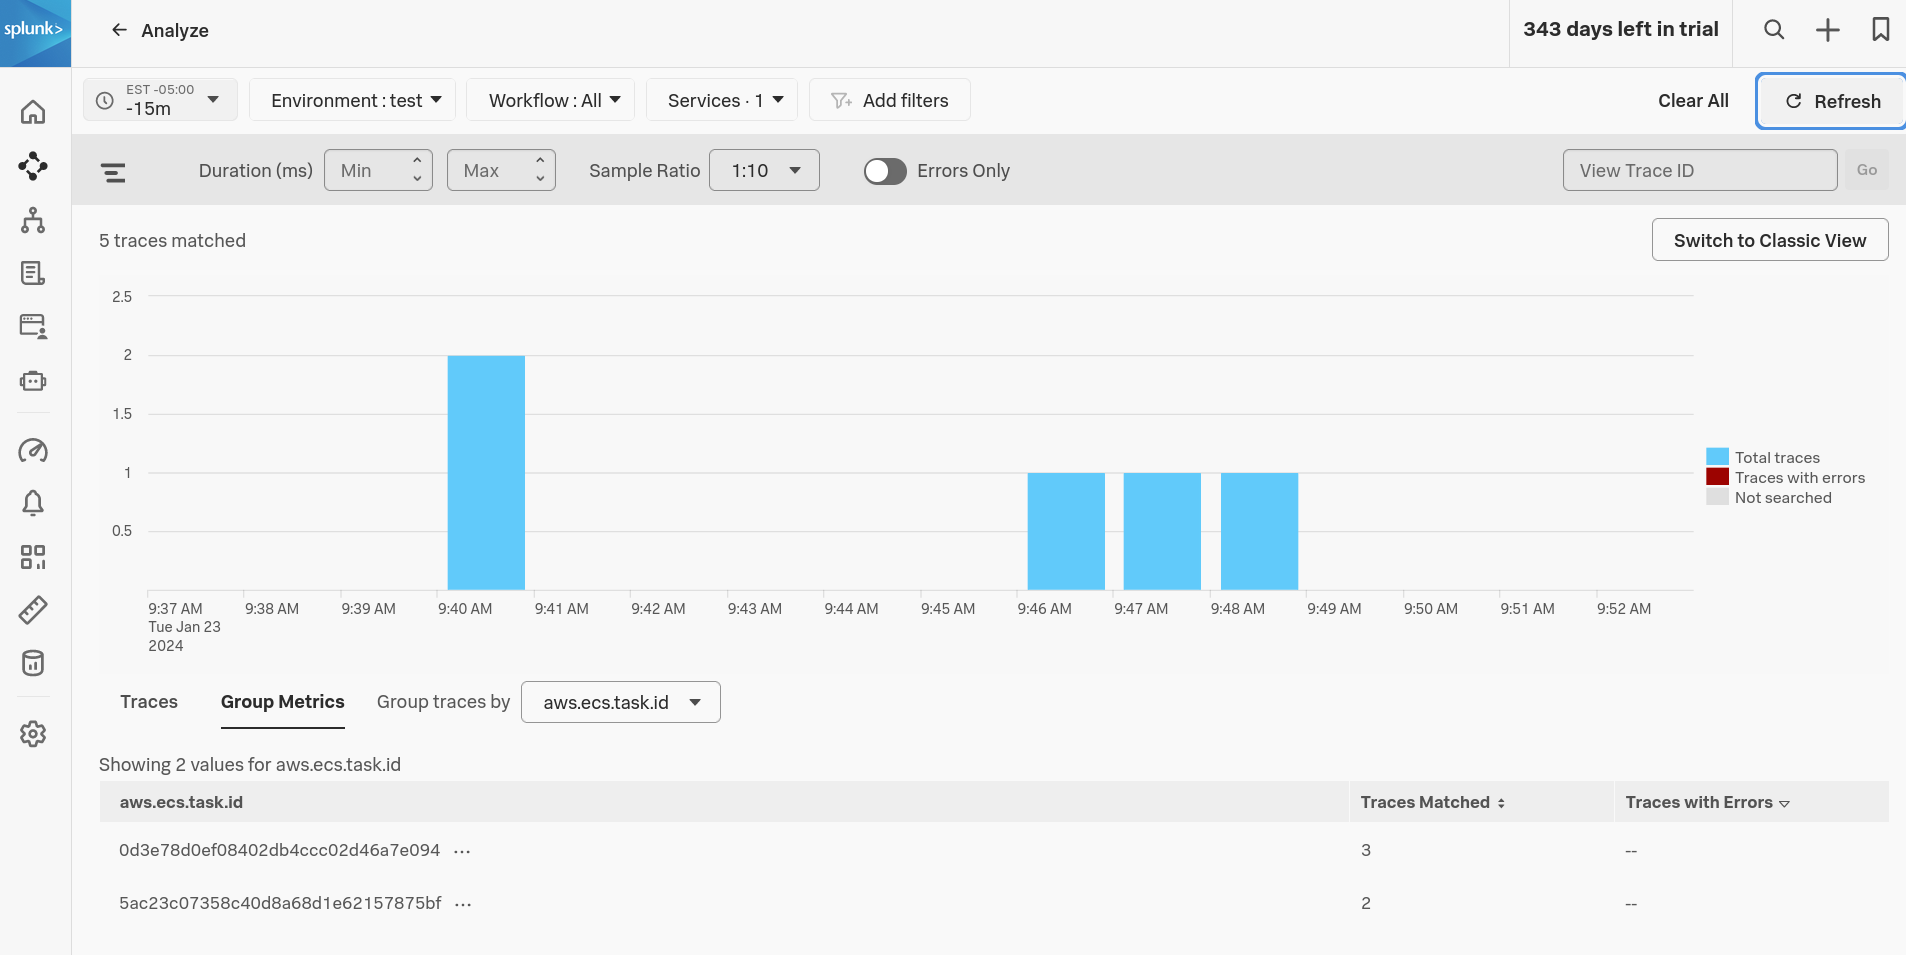 splunk>
Analyze
343 days left in trial
EST -05:00
-15m
Environment : test
Workflow : All
Services · 1
Add filters
Clear All
Refresh
Duration (ms)
Min
Max
Sample Ratio
1:10
Errors Only
View Trace ID
Go
5 traces matched
Switch to Classic View
2.5
2
1.5
1
0.5
9:37 AM
Tue Jan 23
2024
9:38 AM
9:39 AM
9:40 AM
9:41 AM
9:42 AM
9:43 AM
9:44 AM
9:45 AM
9:46 AM
9:47 AM
9:48 AM
9:49 AM
9:50 AM
9:51 AM
9:52 AM
Total traces
Traces with errors
Not searched
Traces
Group Metrics
Group traces by
aws.ecs.task.id
Showing 2 values for aws.ecs.task.id
aws.ecs.task.id
Traces Matched
Traces with Errors
0d3e78d0ef08402db4ccc02d46a7e094 ...
3
--
5ac23c07358c40d8a68d1e62157875bf ...
2
--